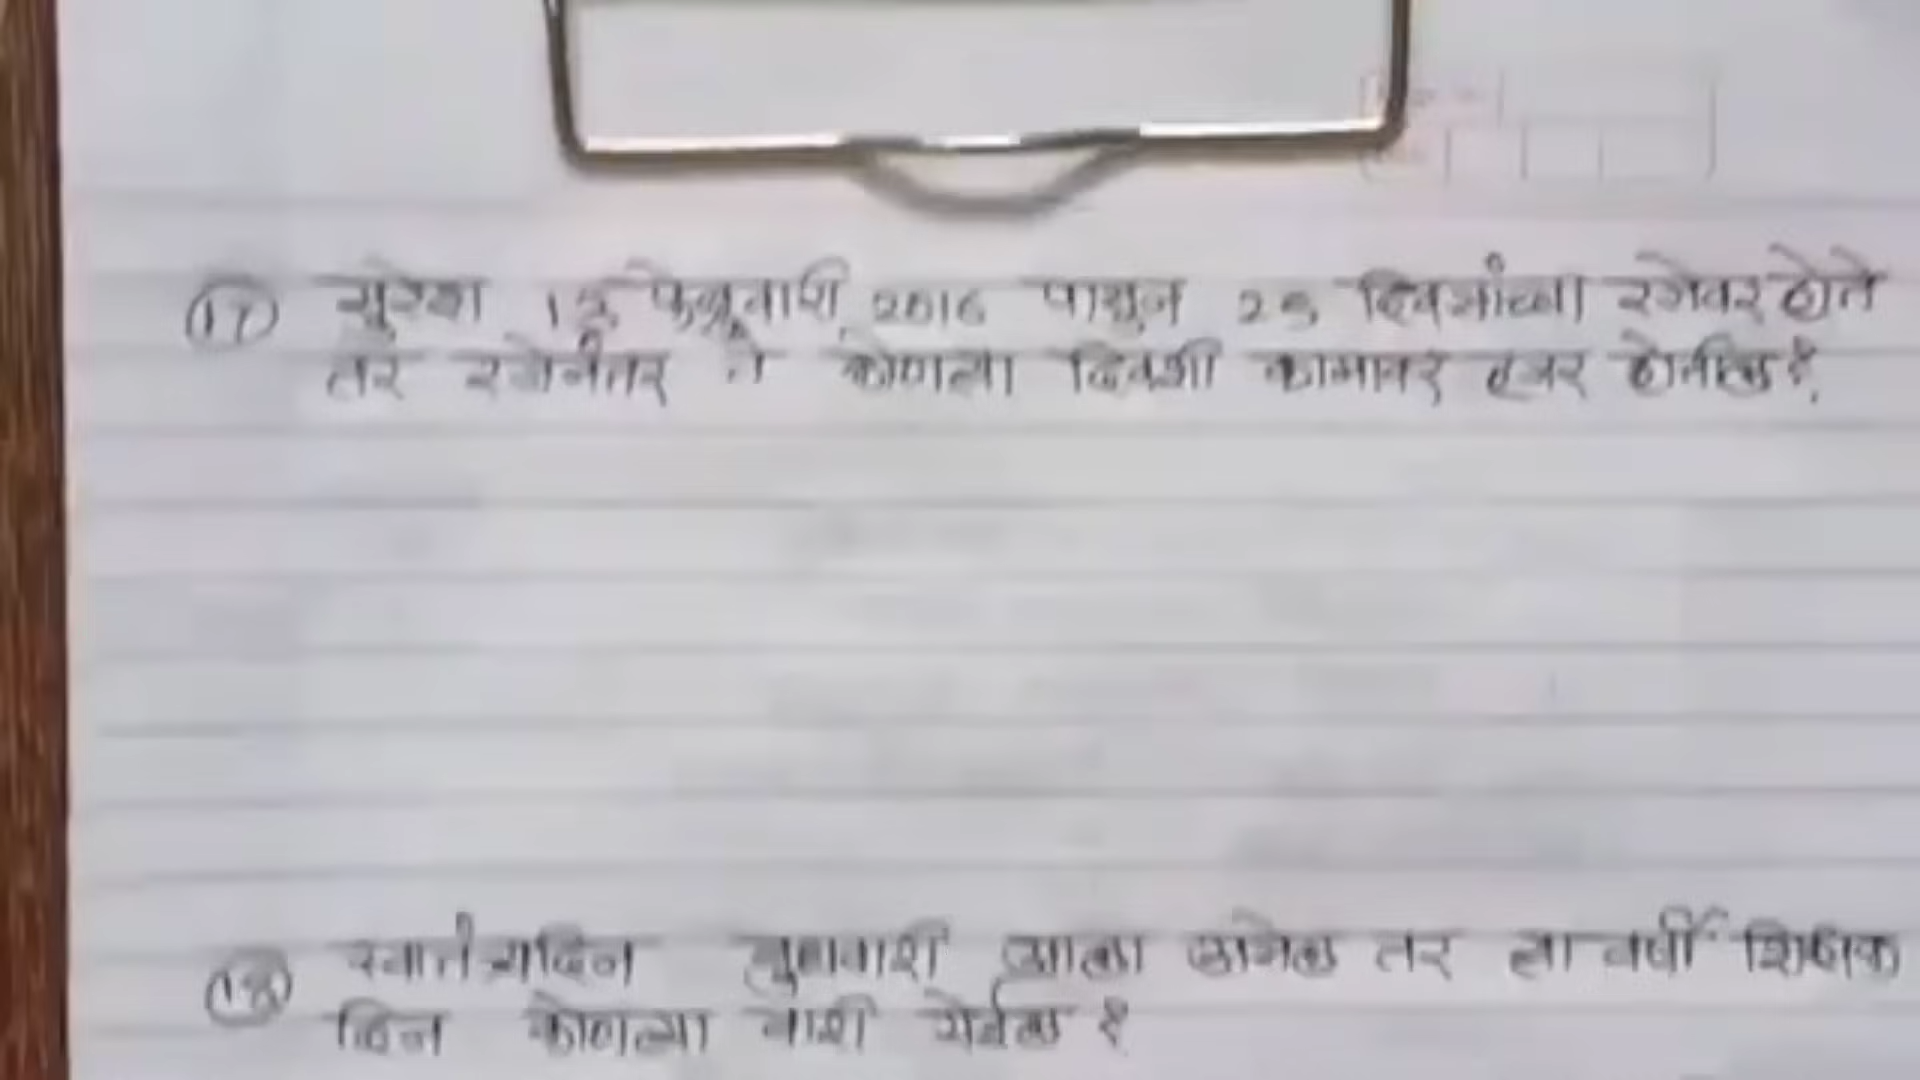 (17) सुरेश 12 फेब्रूवारी, 2016 पासुन 25 दिवसांच्या रजेवर होते
तर रजेनंतर ते कोणत्या दिवशी कामावर हजर होतील?
(18) स्वातंत्र्यदिन बुधवारी आला असेल तर त्या वर्षी शिक्षक
दिन कोणत्या वारी येईल?